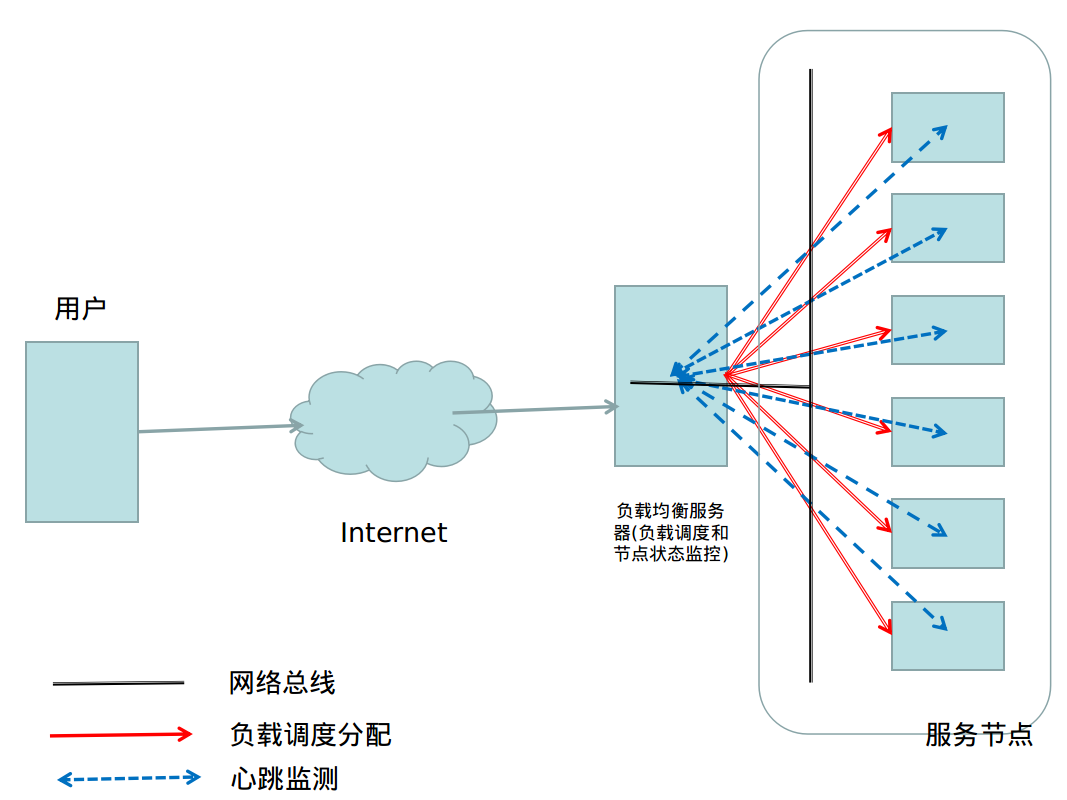 用户
Internet
负载均衡服务
器(负载调度和
节点状态监控)
网络总线
负载调度分配
心跳监测
服务节点